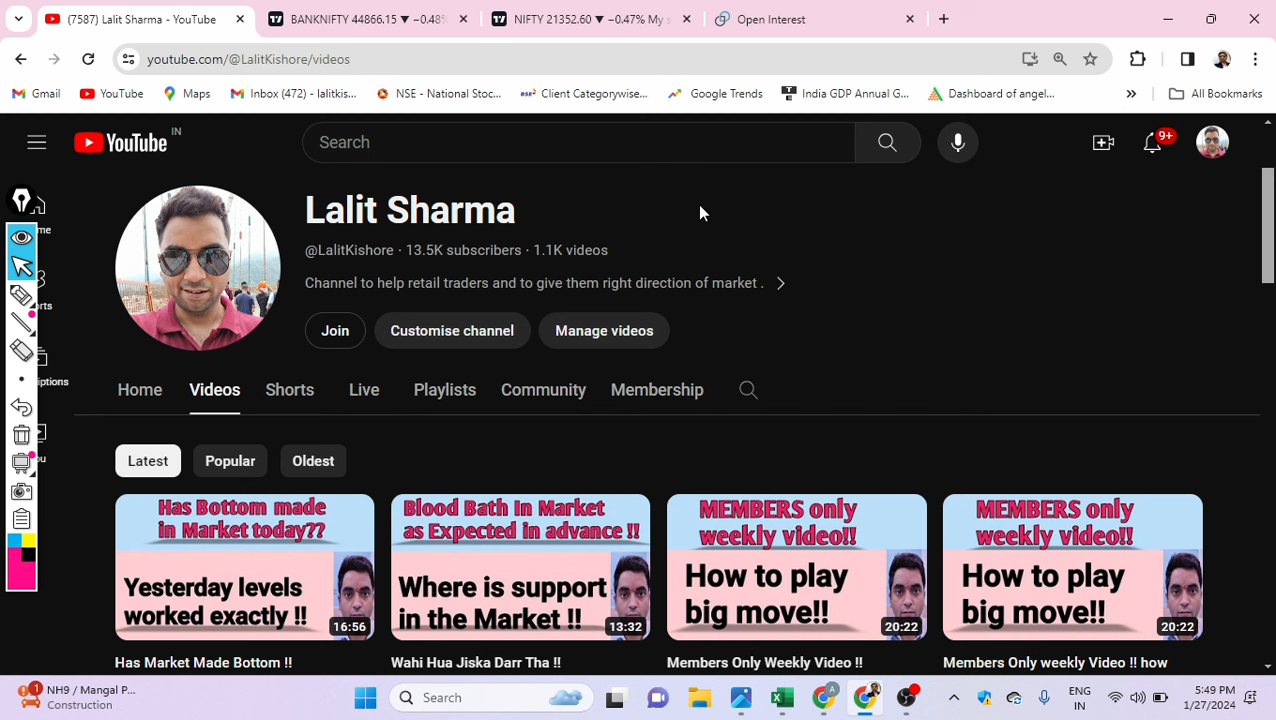 (7587) Lalit Sharma - YouTube
BANKNIFTY 44866.15 ▼ −0.48%
NIFTY 21352.60 ▼ −0.47% My s
Open Interest
youtube.com/@LalitKishore/videos
Gmail
YouTube
Maps
Inbox (472) - lalitkis...
NSE - National Stoc...
Client Categorywise...
Google Trends
India GDP Annual G...
Dashboard of angel...
»
All Bookmarks
YouTube IN
Search
9+
Lalit Sharma
@LalitKishore · 13.5K subscribers · 1.1K videos
Channel to help retail traders and to give them right direction of market .
Join
Customise channel
Manage videos
Home
Videos
Shorts
Live
Playlists
Community
Membership
Latest
Popular
Oldest
Has Bottom made
in Market today??
Yesterday levels
worked exactly !!
16:56
Has Market Made Bottom !!
Blood Bath In Market
as Expected in advance !!
Where is support
in the Market !!
13:32
Wahi Hua Jiska Darr Tha !!
MEMBERS only
weekly video!!
How to play
big move!!
20:22
Members Only Weekly Video !!
MEMBERS only
weekly video!!
How to play
big move!!
20:22
Members Only weekly Video !! how
1
NH9 / Mangal P...
Construction
Search
ENG
IN
5:49 PM
1/27/2024